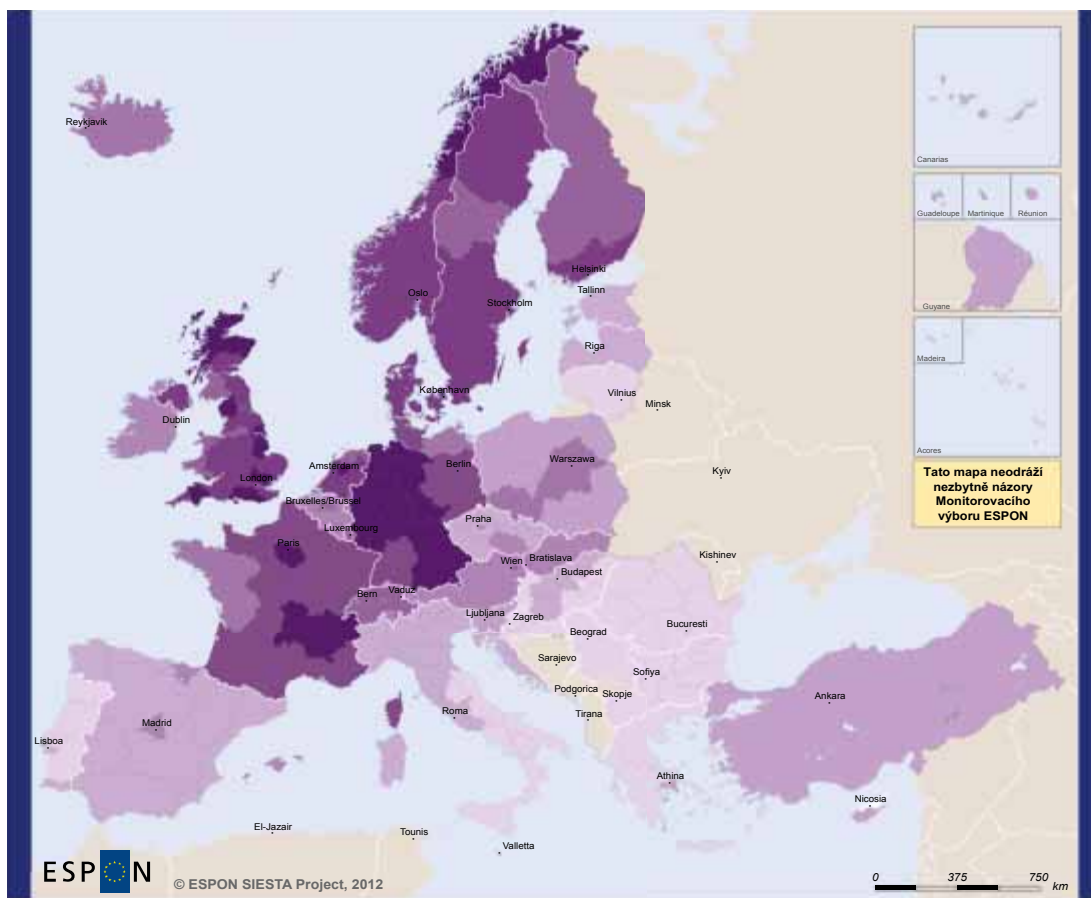 Reykjavik
Canarias
Guadeloupe
Martinique
Réunion
Helsinki
Tallinn
Oslo
Stockholm
Guyane
Riga
Madeira
København
Vilnius
Minsk
Dublin
Acores
Amsterdam
Berlin
Warszawa
London
Kyiv
Tato mapa neodráží
nezbytně názory
Monitorovacího
výboru ESPON
Bruxelles/Brussel
Praha
Luxembourg
Paris
Kishinev
Wien
Bratislava
Budapest
Bern
Vaduz
Ljubljana
Zagreb
Beograd
Bucuresti
Sarajevo
Sofiya
Podgorica
Skopje
Ankara
Roma
Tirana
Madrid
Lisboa
Athina
Nicosia
El-Jazair
Tounis
Valletta
ESPON
© ESPON SIESTA Project, 2012
0 375 750
km